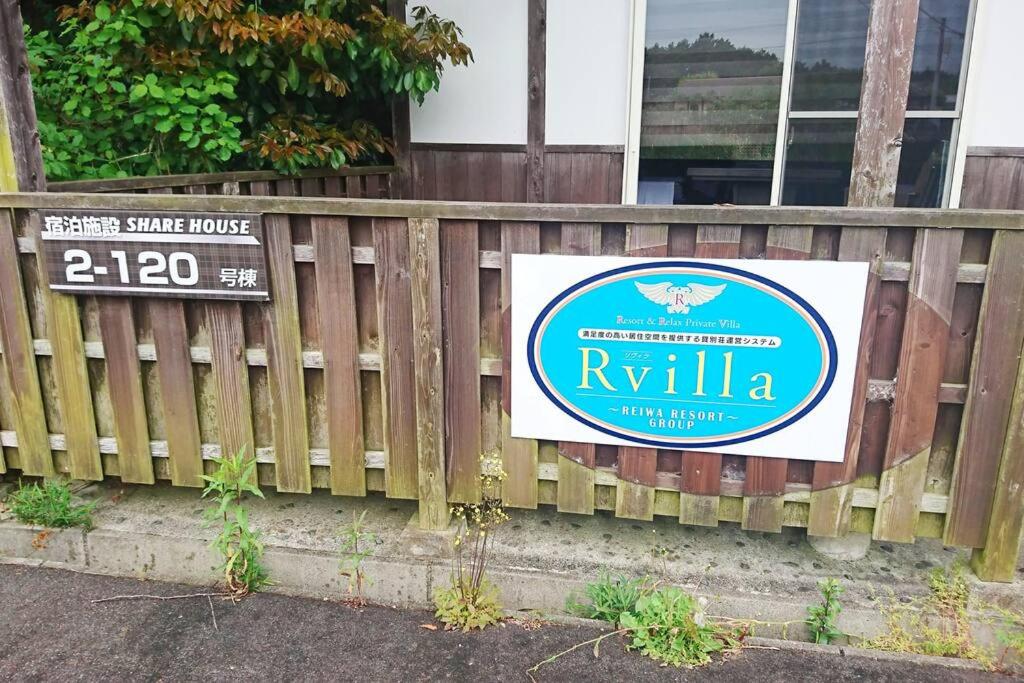 宿泊施設 SHARE HOUSE
2-120 号棟
R
Resort & Relax Private Villa
満足度の高い居住空間を提供する貸別荘運営システム
リヴィラ
Rvilla
～REIWA RESORT～
GROUP